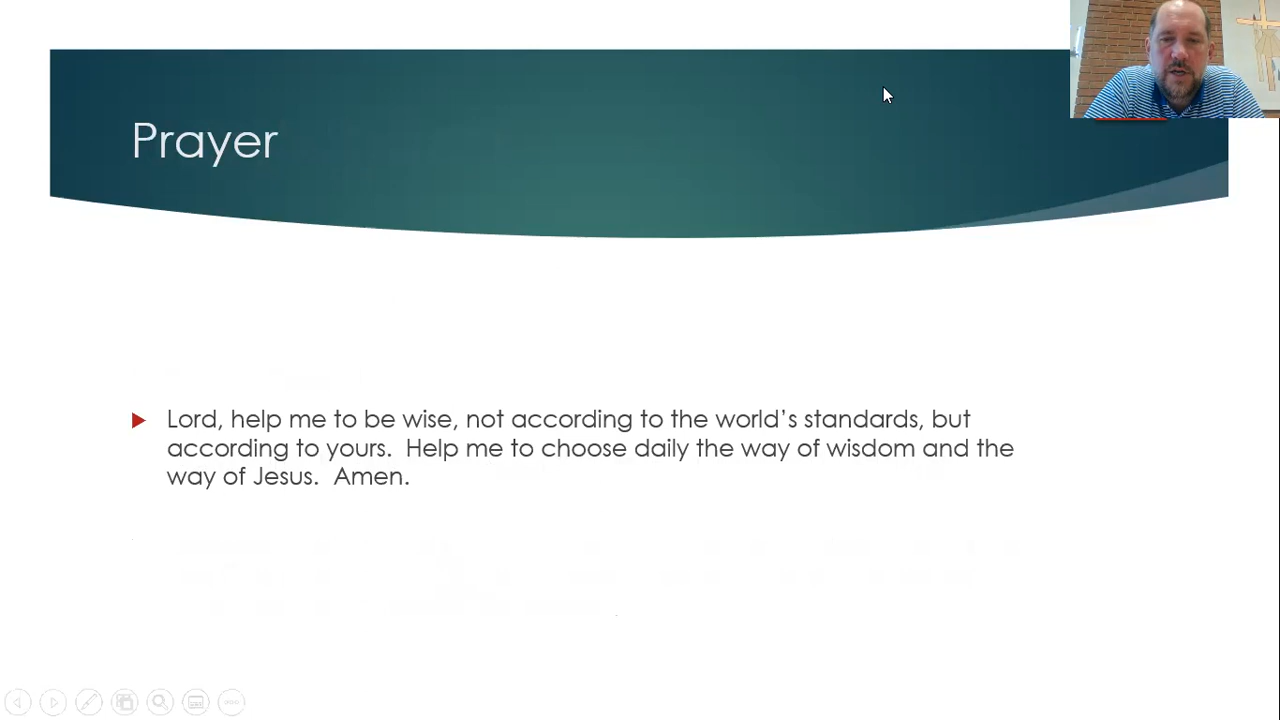 Prayer
Lord, help me to be wise, not according to the world’s standards, but
according to yours.  Help me to choose daily the way of wisdom and the
way of Jesus.  Amen.